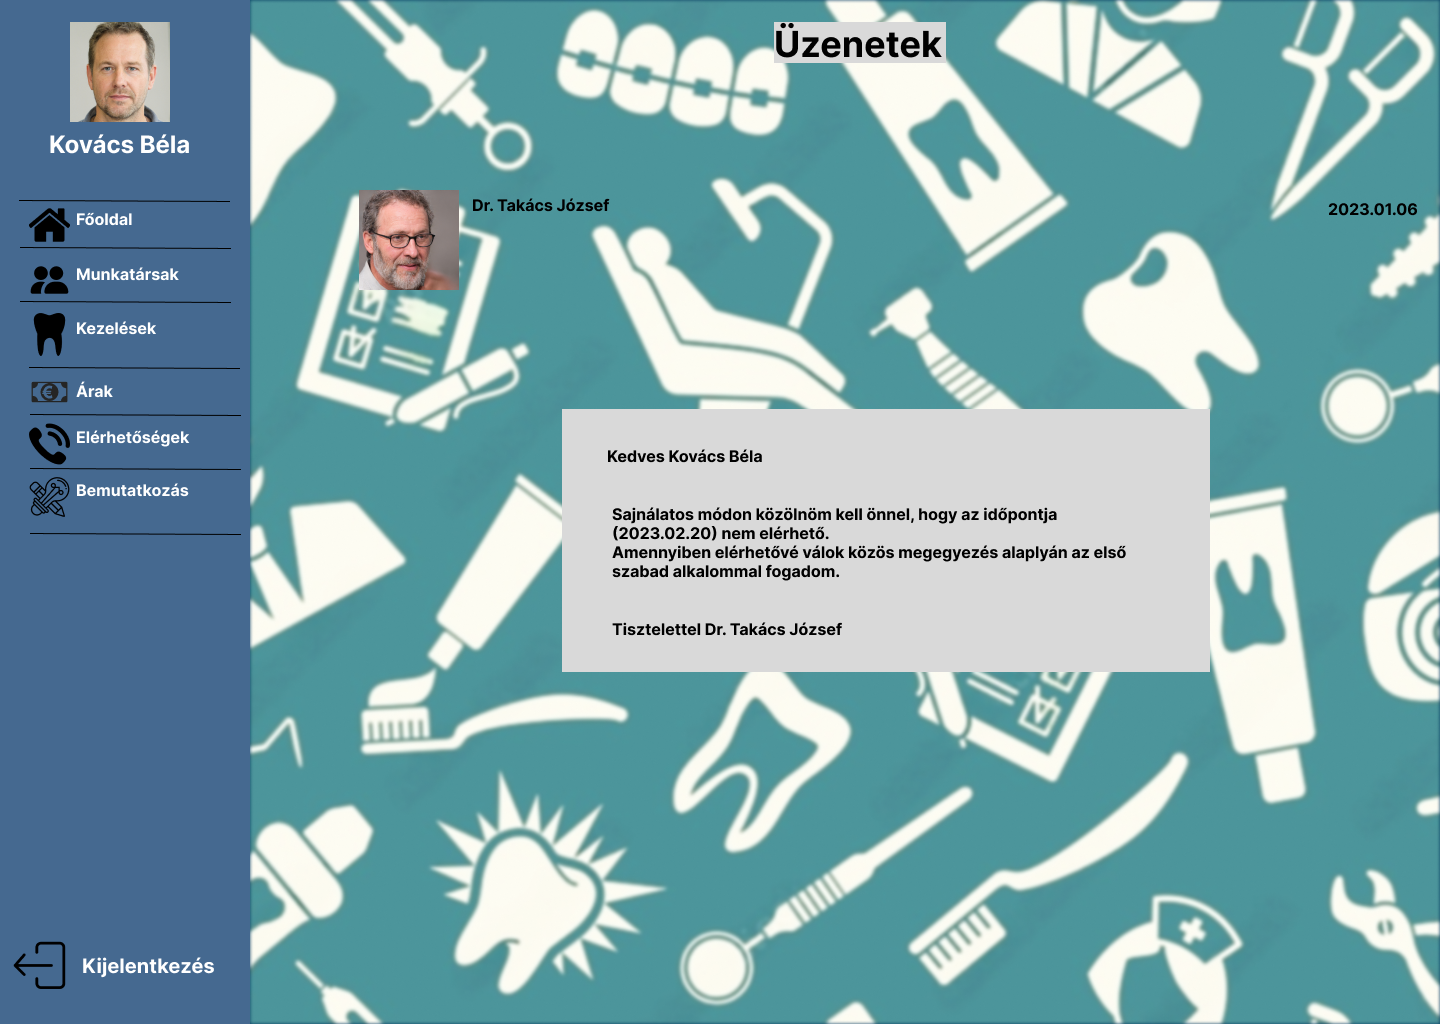 Kovács Béla
Főoldal
Munkatársak
Kezelések
Árak
Elérhetőségek
Bemutatkozás
Kijelentkezés
Üzenetek
Dr. Takács József
2023.01.06
Kedves Kovács Béla
Sajnálatos módon közölnöm kell önnel, hogy az időpontja
(2023.02.20) nem elérhető.
Amennyiben elérhetővé válok közös megegyezés alaplyán az első
szabad alkalommal fogadom.
Tisztelettel Dr. Takács József